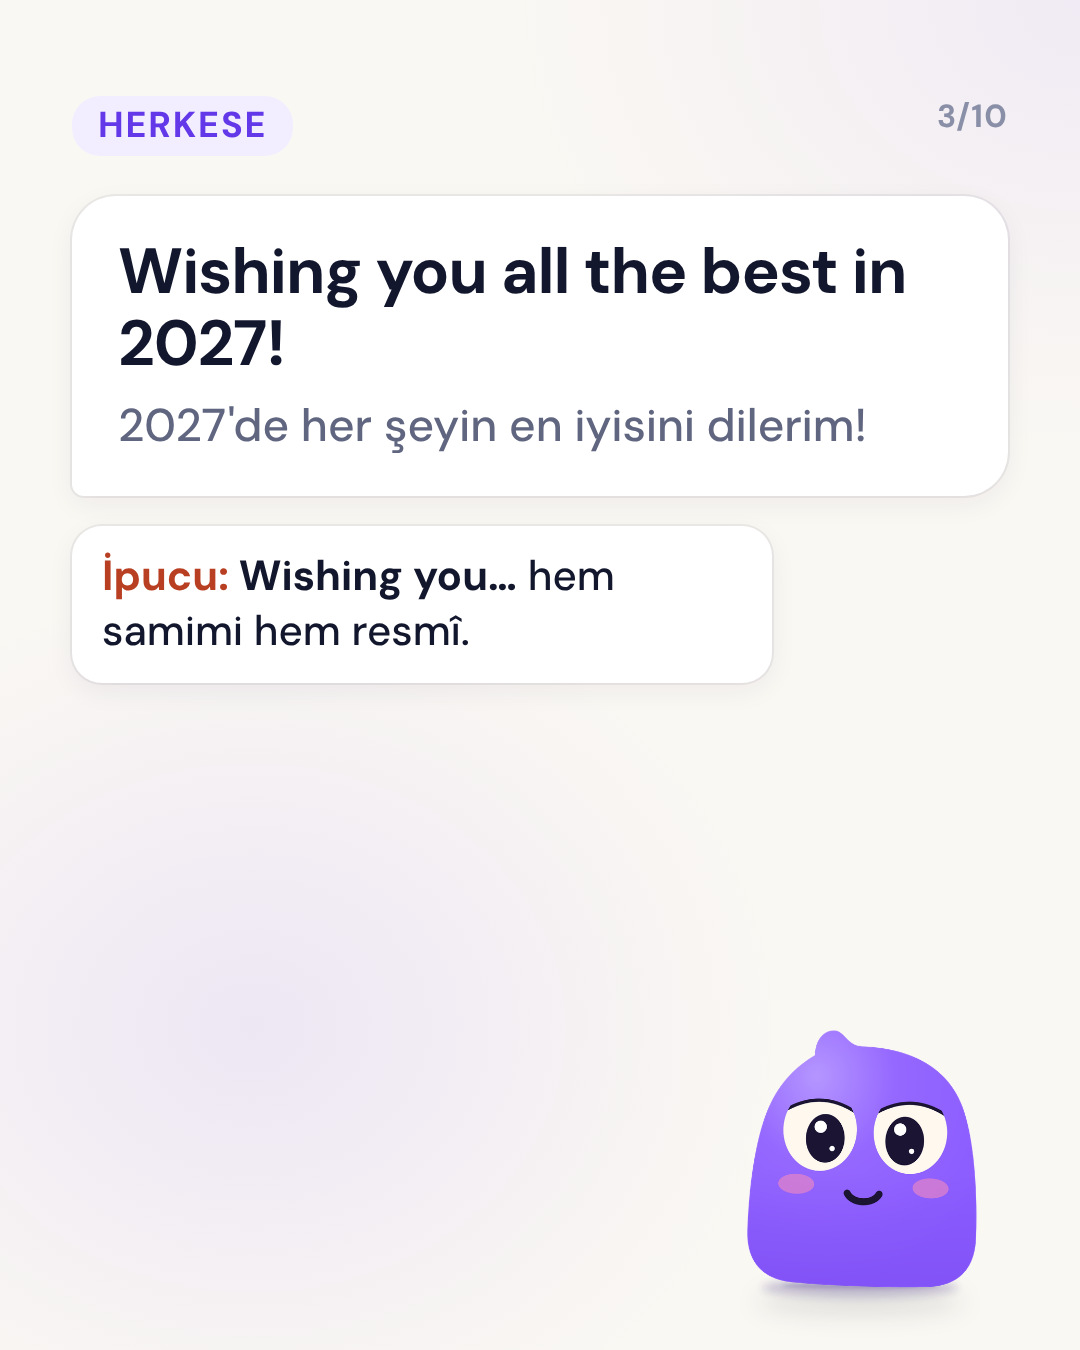 HERKESE
3/10
Wishing you all the best in
2027!
2027'de her şeyin en iyisini dilerim!
İpucu: Wishing you... hem
samimi hem resmî.